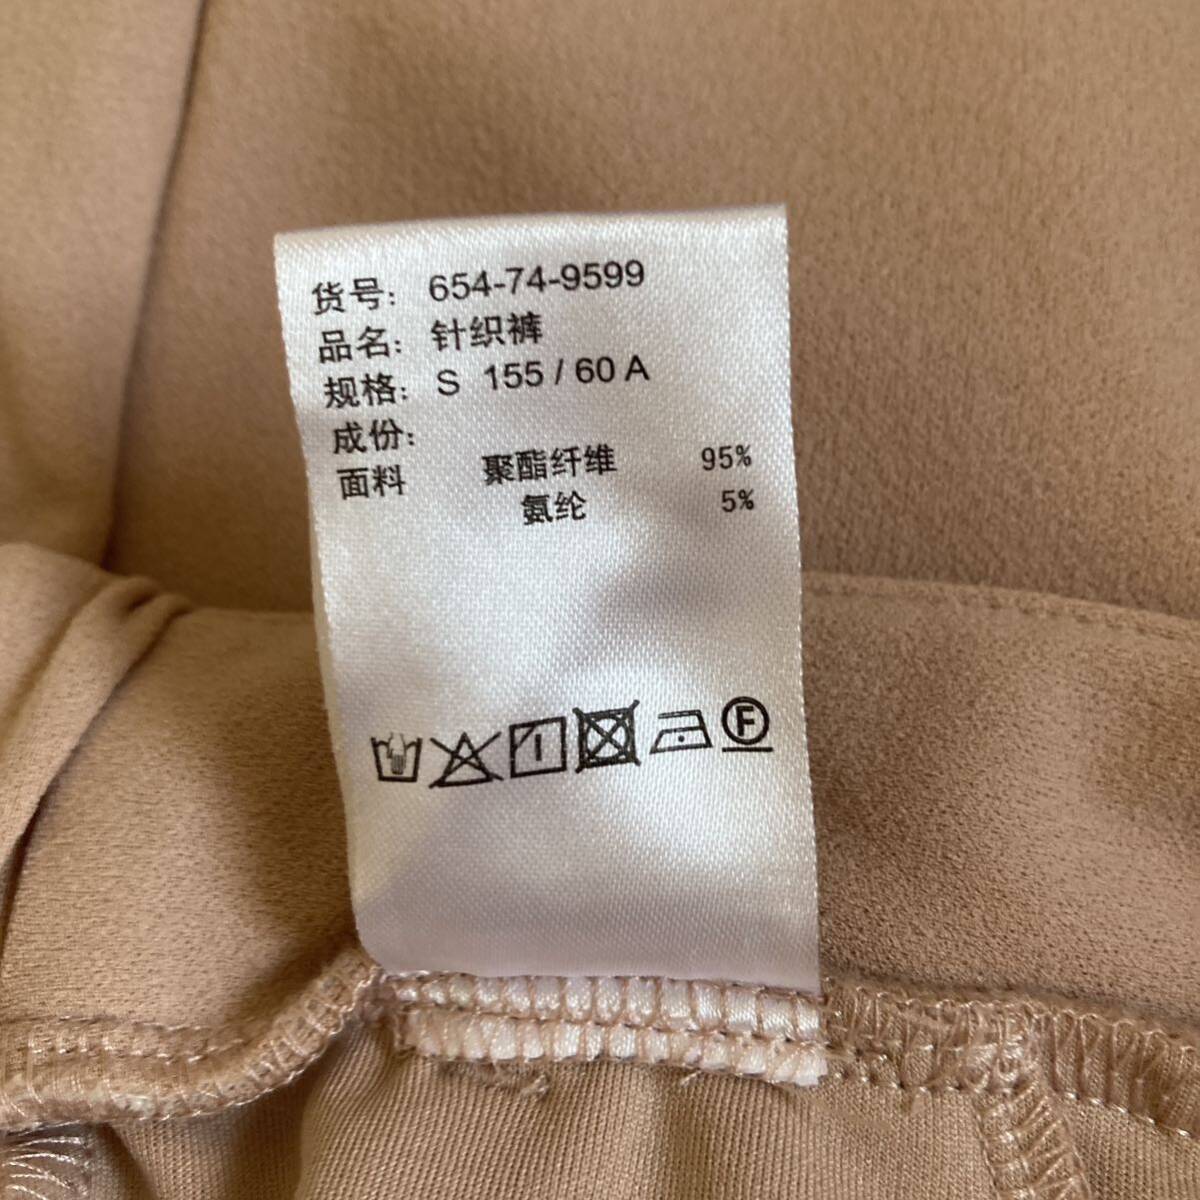 货号: 654-74-9599
品名: 针织裤
规格: S 155 / 60 A
成份:
面料 聚酯纤维 95%
氨纶 5%
F